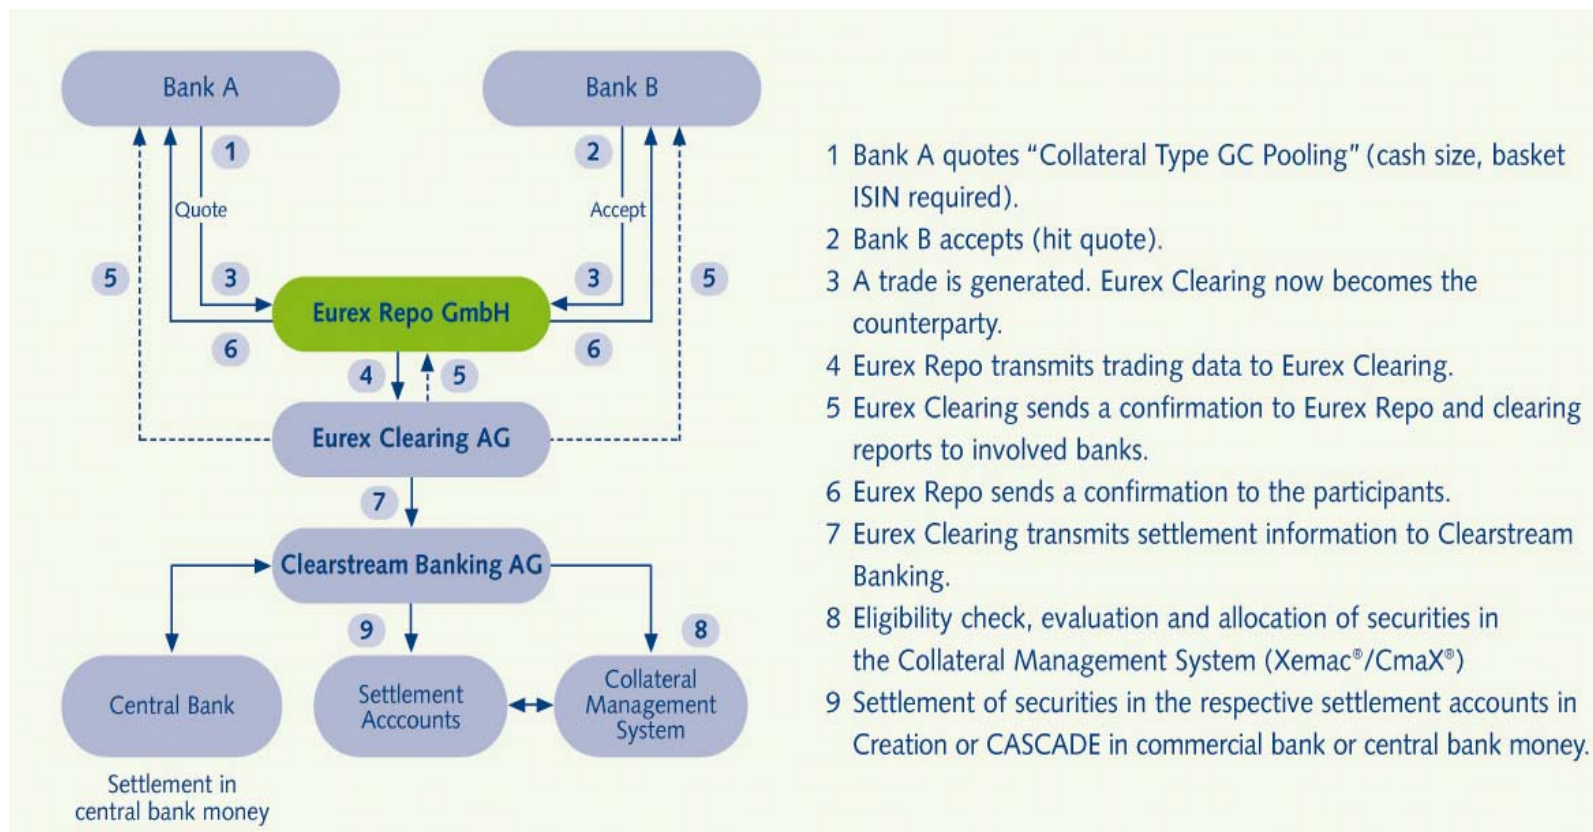 Bank A
Bank B
1
2
Quote
Accept
5
3
3
5
Eurex Repo GmbH
6
6
4
5
Eurex Clearing AG
7
Clearstream Banking AG
9
8
Central Bank
Settlement
Acccounts
Collateral
Management
System
Settlement in
central bank money
1 Bank A quotes “Collateral Type GC Pooling” (cash size, basket
ISIN required).
2 Bank B accepts (hit quote).
3 A trade is generated. Eurex Clearing now becomes the
counterparty.
4 Eurex Repo transmits trading data to Eurex Clearing.
5 Eurex Clearing sends a confirmation to Eurex Repo and clearing
reports to involved banks.
6 Eurex Repo sends a confirmation to the participants.
7 Eurex Clearing transmits settlement information to Clearstream
Banking.
8 Eligibility check, evaluation and allocation of securities in
the Collateral Management System (Xemac®/CmaX®)
9 Settlement of securities in the respective settlement accounts in
Creation or CASCADE in commercial bank or central bank money.